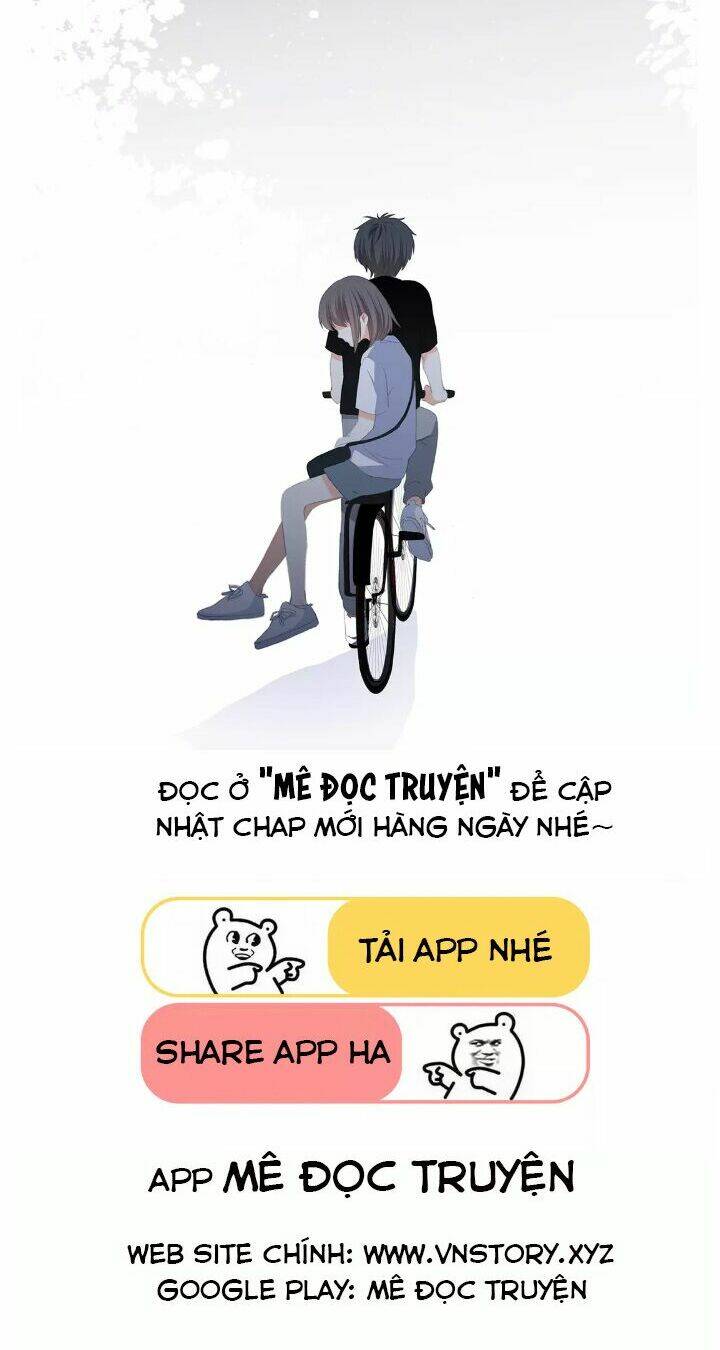 ĐỌC Ở "MÊ ĐỌC TRUYỆN" ĐỂ CẬP
NHẬT CHAP MỚI HÀNG NGÀY NHÉ~
TẢI APP NHÉ
SHARE APP HA
APP MÊ ĐỌC TRUYỆN
WEB SITE CHÍNH: WWW.VNSTORY.XYZ
GOOGLE PLAY: MÊ ĐỌC TRUYỆN